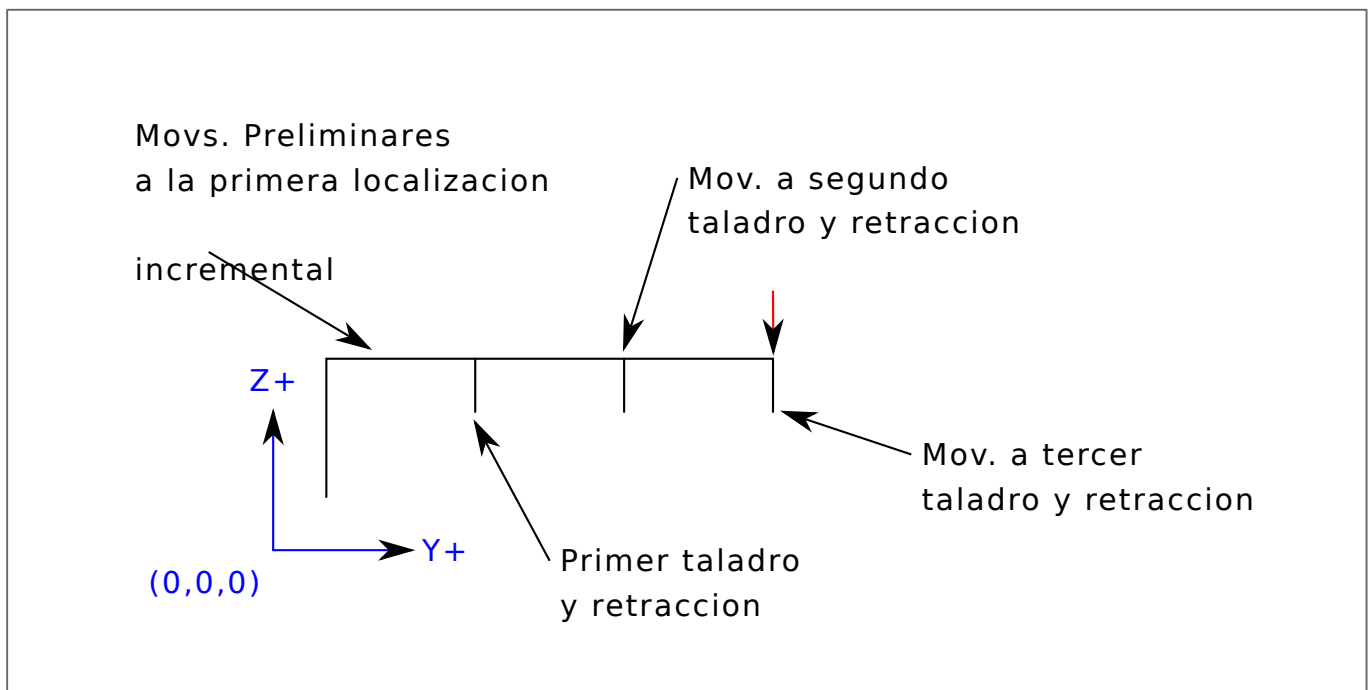 Movs. Preliminares
a la primera localizacion
incremental
Mov. a segundo
taladro y retraccion
Z+
Mov. a tercer
taladro y retraccion
Y+
(0,0,0)
Primer taladro
y retraccion